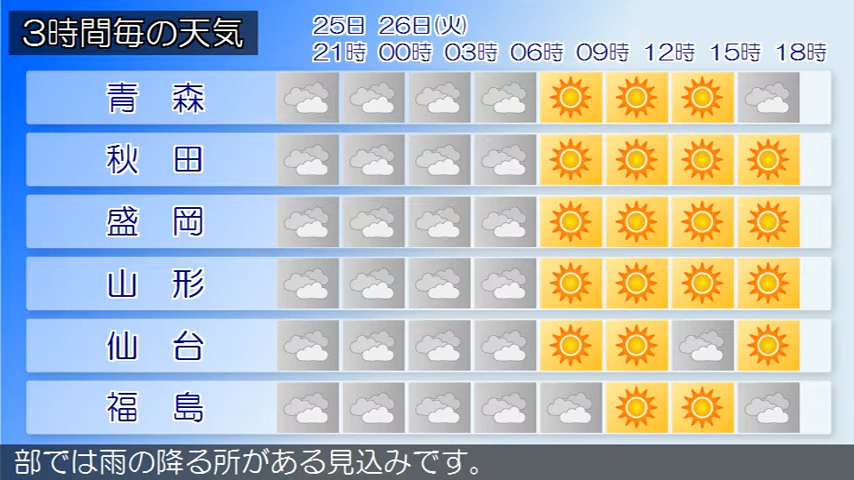 3時間毎の天気
25日 26日(火)
21時 00時 03時 06時 09時 12時 15時 18時
青森
秋田
盛岡
山形
仙台
福島
部では雨の降る所がある見込みです。